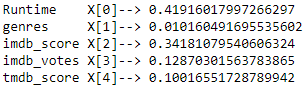 Runtime X[0]--> 0.41916017997266297
genres X[1]--> 0.010160491695535602
imdb_score X[2]--> 0.34181079540606324
imdb_votes X[3]--> 0.12870301563783865
tmdb_score X[4]--> 0.10016551728789942